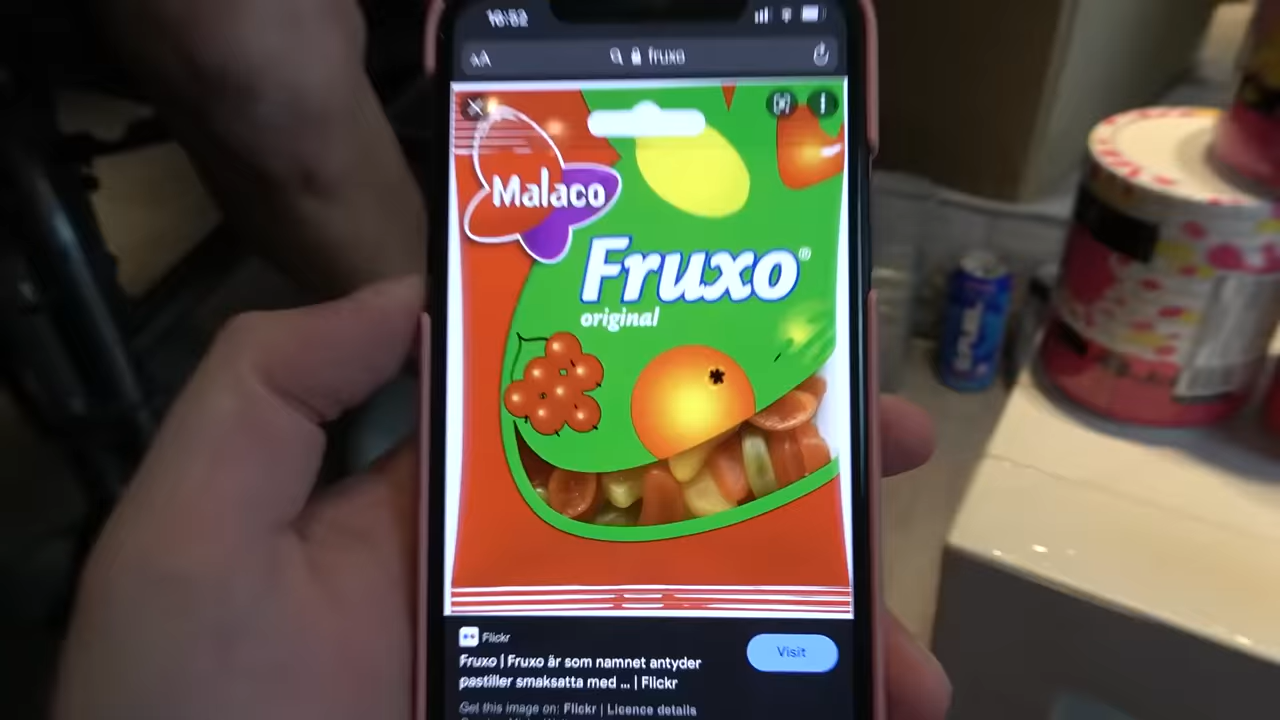 AA
fruxo
Malaco
Fruxo®
original
Flickr
Fruxo | Fruxo är som namnet antyder
pastiller smaksatta med ... | Flickr
Visit
Get this image on: Flickr | Licence details